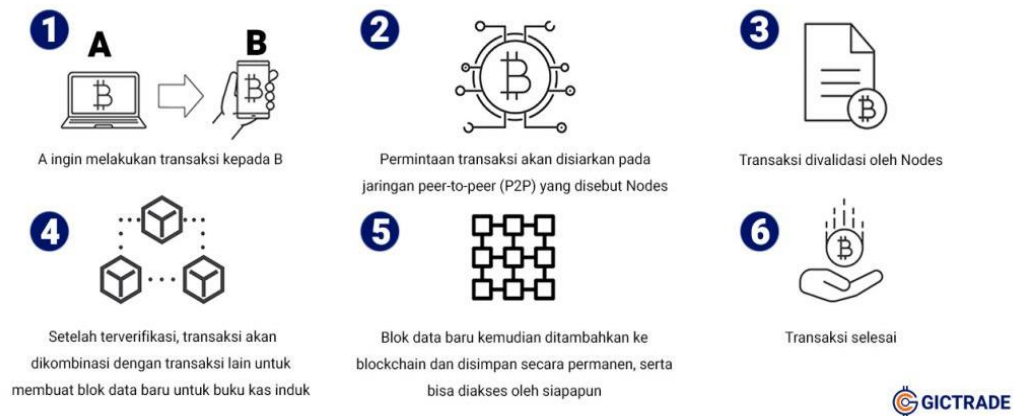 1
A
B
A ingin melakukan transaksi kepada B
2
Permintaan transaksi akan disiarkan pada
jaringan peer-to-peer (P2P) yang disebut Nodes
3
Transaksi divalidasi oleh Nodes
4
Setelah terverifikasi, transaksi akan
dikombinasi dengan transaksi lain untuk
membuat blok data baru untuk buku kas induk
5
Blok data baru kemudian ditambahkan ke
blockchain dan disimpan secara permanen, serta
bisa diakses oleh siapapun
6
Transaksi selesai
GICTRADE